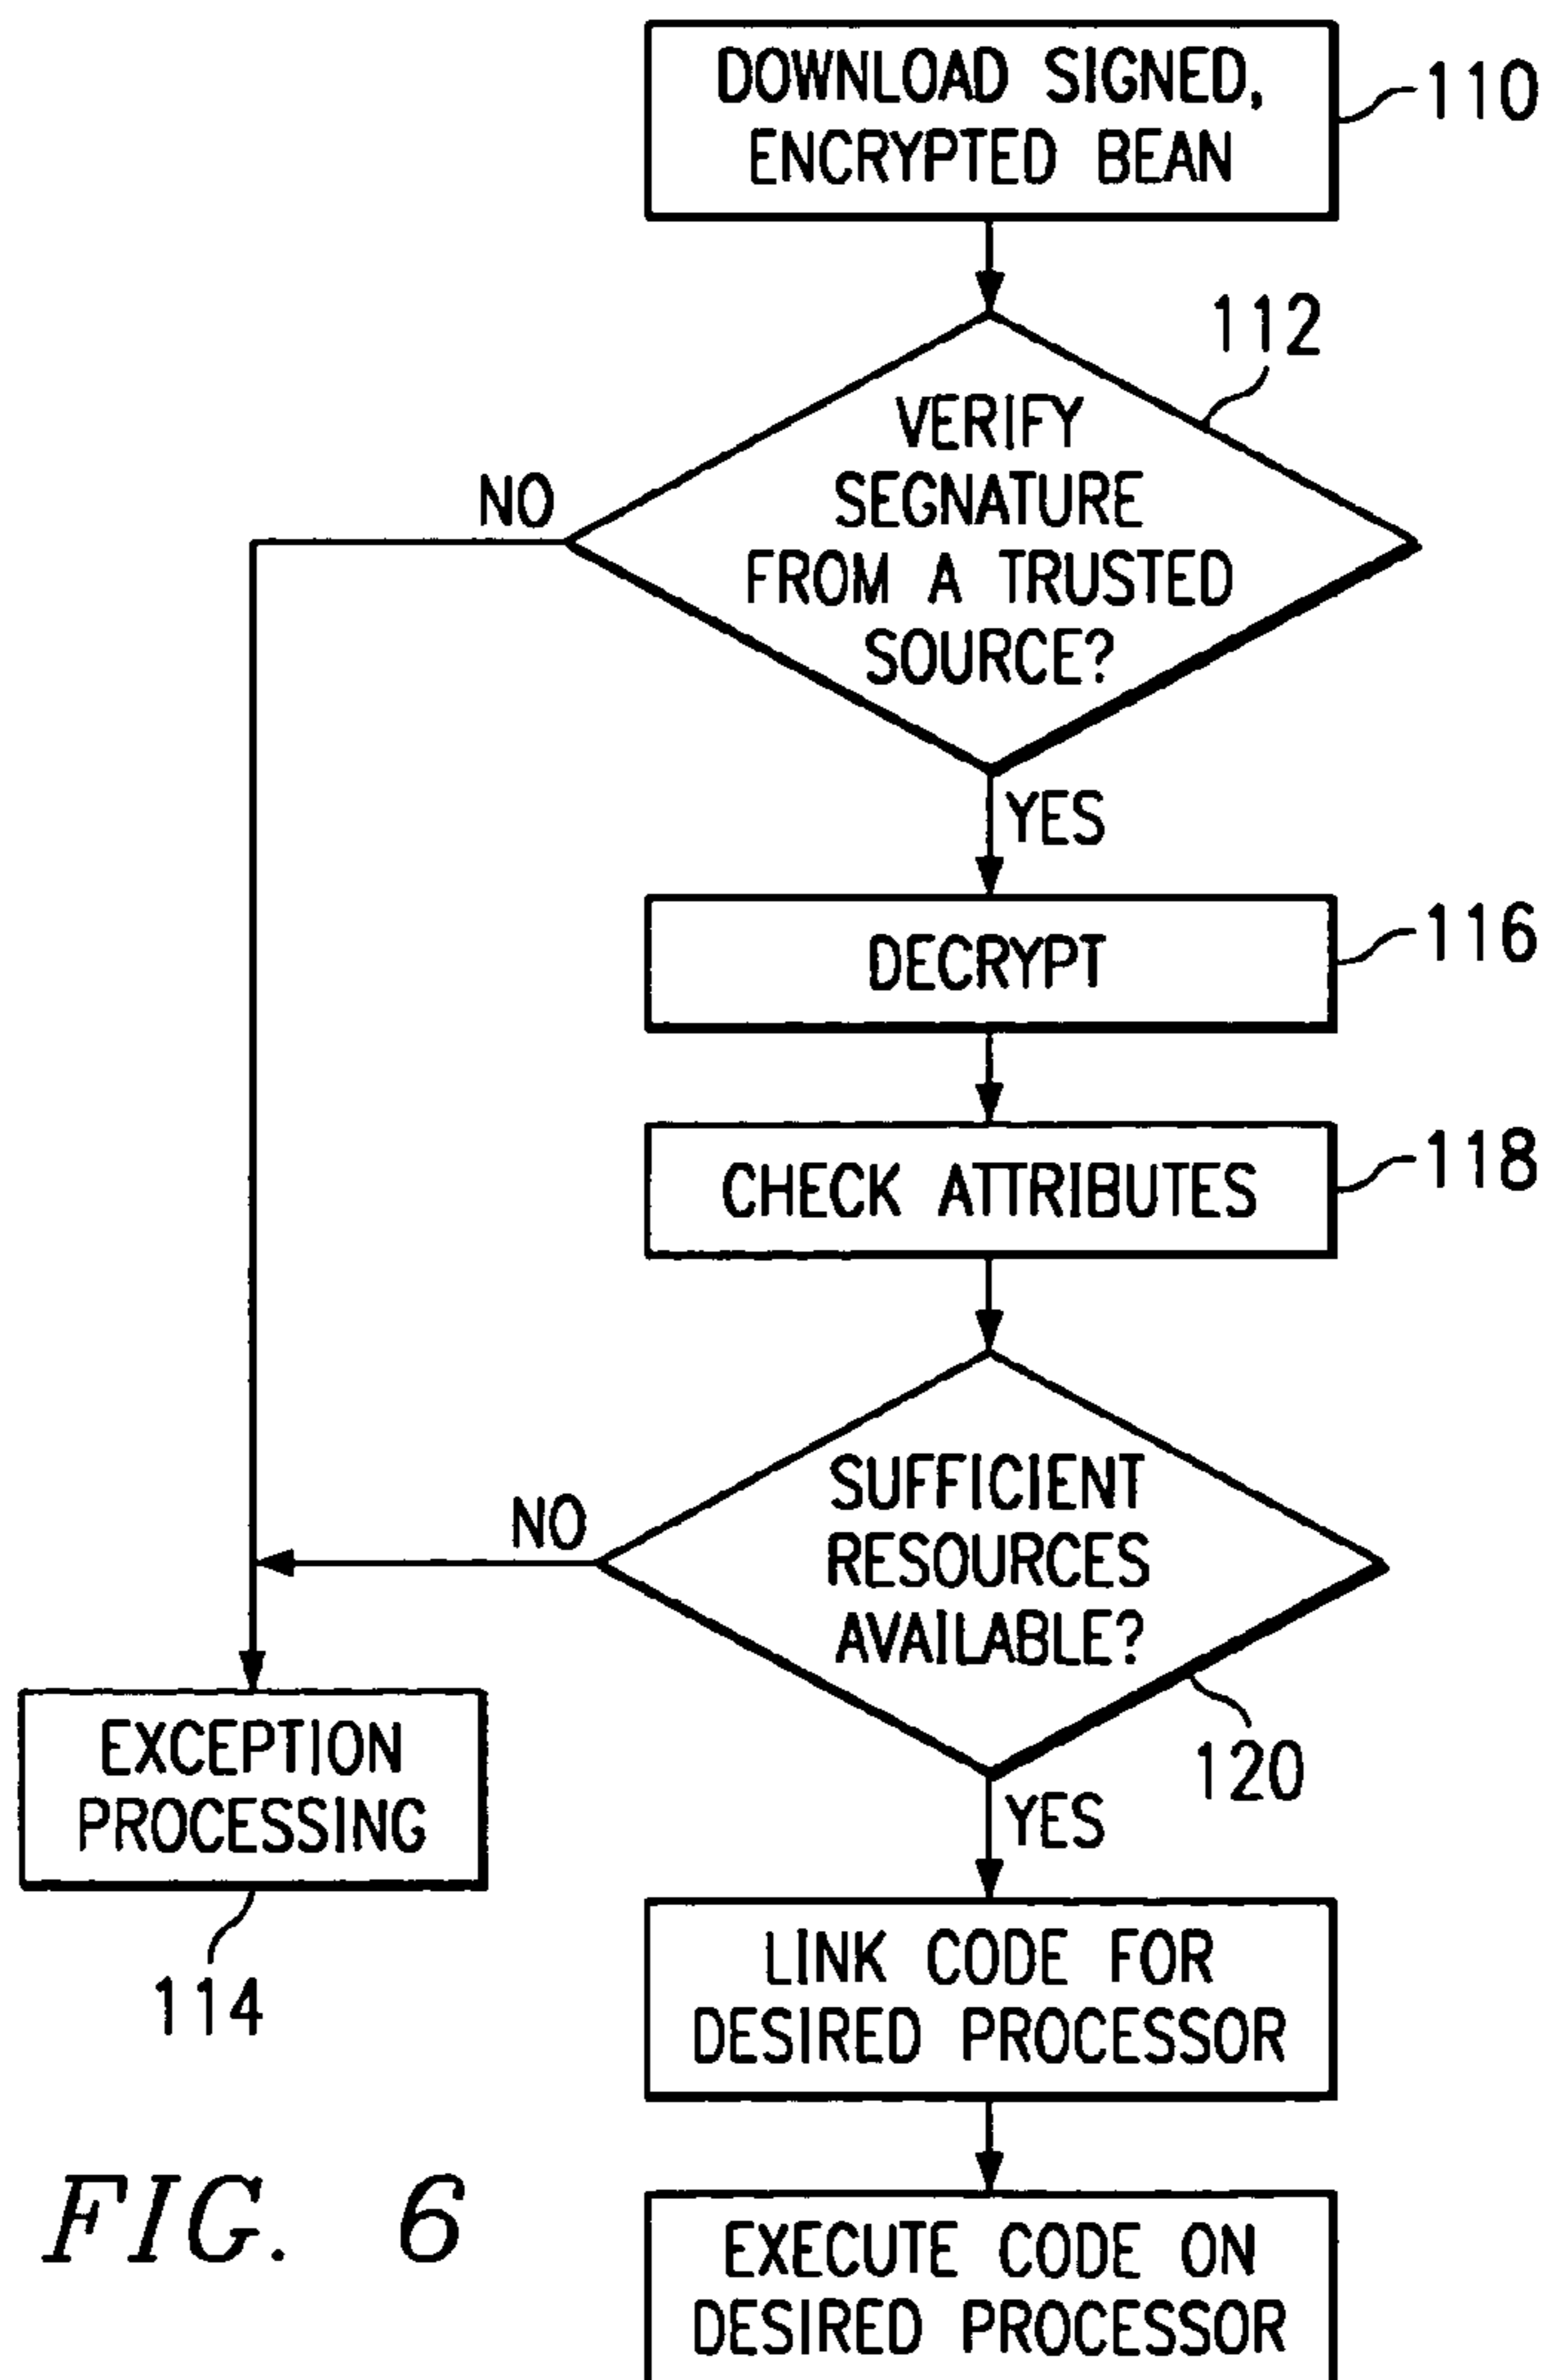 DOWNLOAD SIGNED,
ENCRYPTED BEAN
110
112
VERIFY
SEGNATURE
FROM A TRUSTED
SOURCE?
NO
YES
DECRYPT
116
CHECK ATTRIBUTES
118
SUFFICIENT
RESOURCES
AVAILABLE?
NO
120
YES
EXCEPTION
PROCESSING
114
LINK CODE FOR
DESIRED PROCESSOR
EXECUTE CODE ON
DESIRED PROCESSOR
FIG. 6